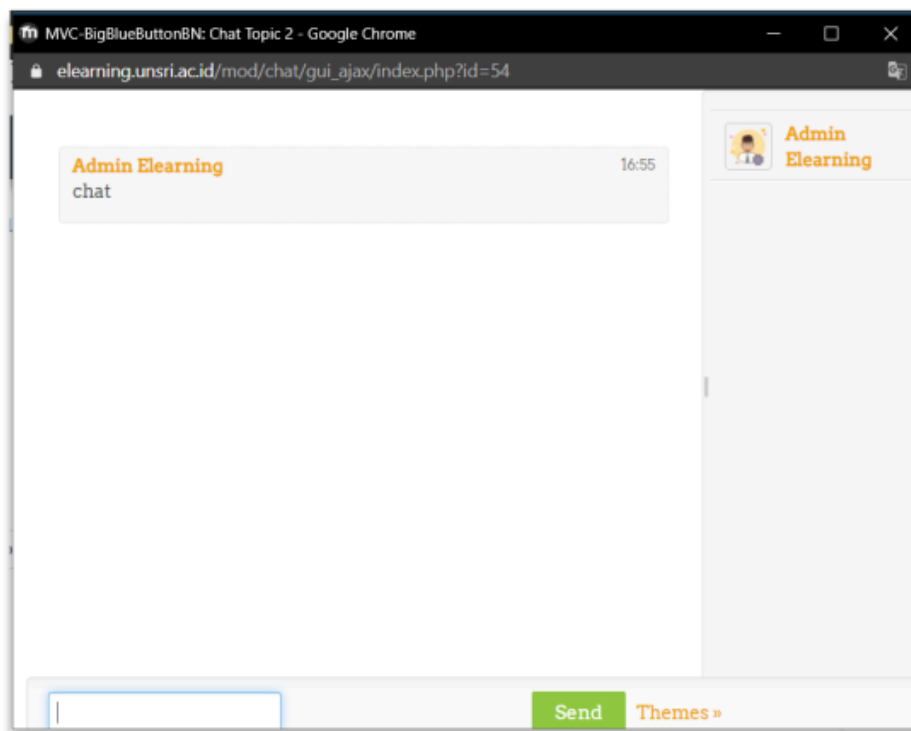 MVC-BigBlueButtonBN: Chat Topic 2 - Google Chrome
elearning.unsri.ac.id/mod/chat/gui_ajax/index.php?id=54
Admin Elearning 16:55
chat
Admin
Elearning
Send Themes »